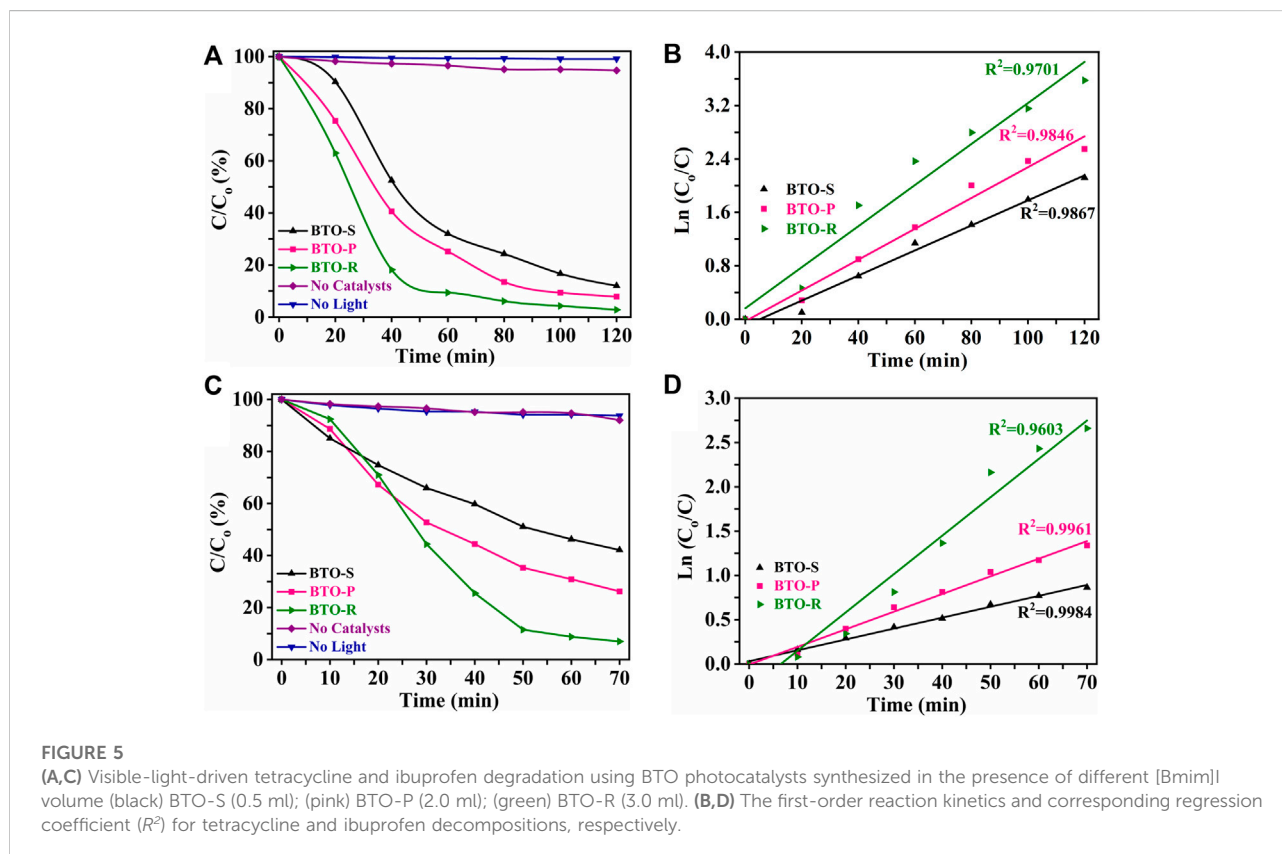 A
C/Co (%)
100
80
60
40
20
0
BTO-S
BTO-P
BTO-R
No Catalysts
No Light
0 20 40 60 80 100 120
Time (min)
B
Ln (Co/C)
4.0
3.2
2.4
1.6
0.8
0.0
R²=0.9701
R²=0.9846
R²=0.9867
BTO-S
BTO-P
BTO-R
0 20 40 60 80 100 120
Time (min)
C
C/Co (%)
100
80
60
40
20
0
BTO-S
BTO-P
BTO-R
No Catalysts
No Light
0 10 20 30 40 50 60 70
Time (min)
D
Ln (Co/C)
3.0
2.5
2.0
1.5
1.0
0.5
0.0
R²=0.9603
R²=0.9961
R²=0.9984
BTO-S
BTO-P
BTO-R
0 10 20 30 40 50 60 70
Time (min)
FIGURE 5
(A,C) Visible-light-driven tetracycline and ibuprofen degradation using BTO photocatalysts synthesized in the presence of different [Bmim]I
volume (black) BTO-S (0.5 ml); (pink) BTO-P (2.0 ml); (green) BTO-R (3.0 ml). (B,D) The first-order reaction kinetics and corresponding regression
coefficient (R²) for tetracycline and ibuprofen decompositions, respectively.